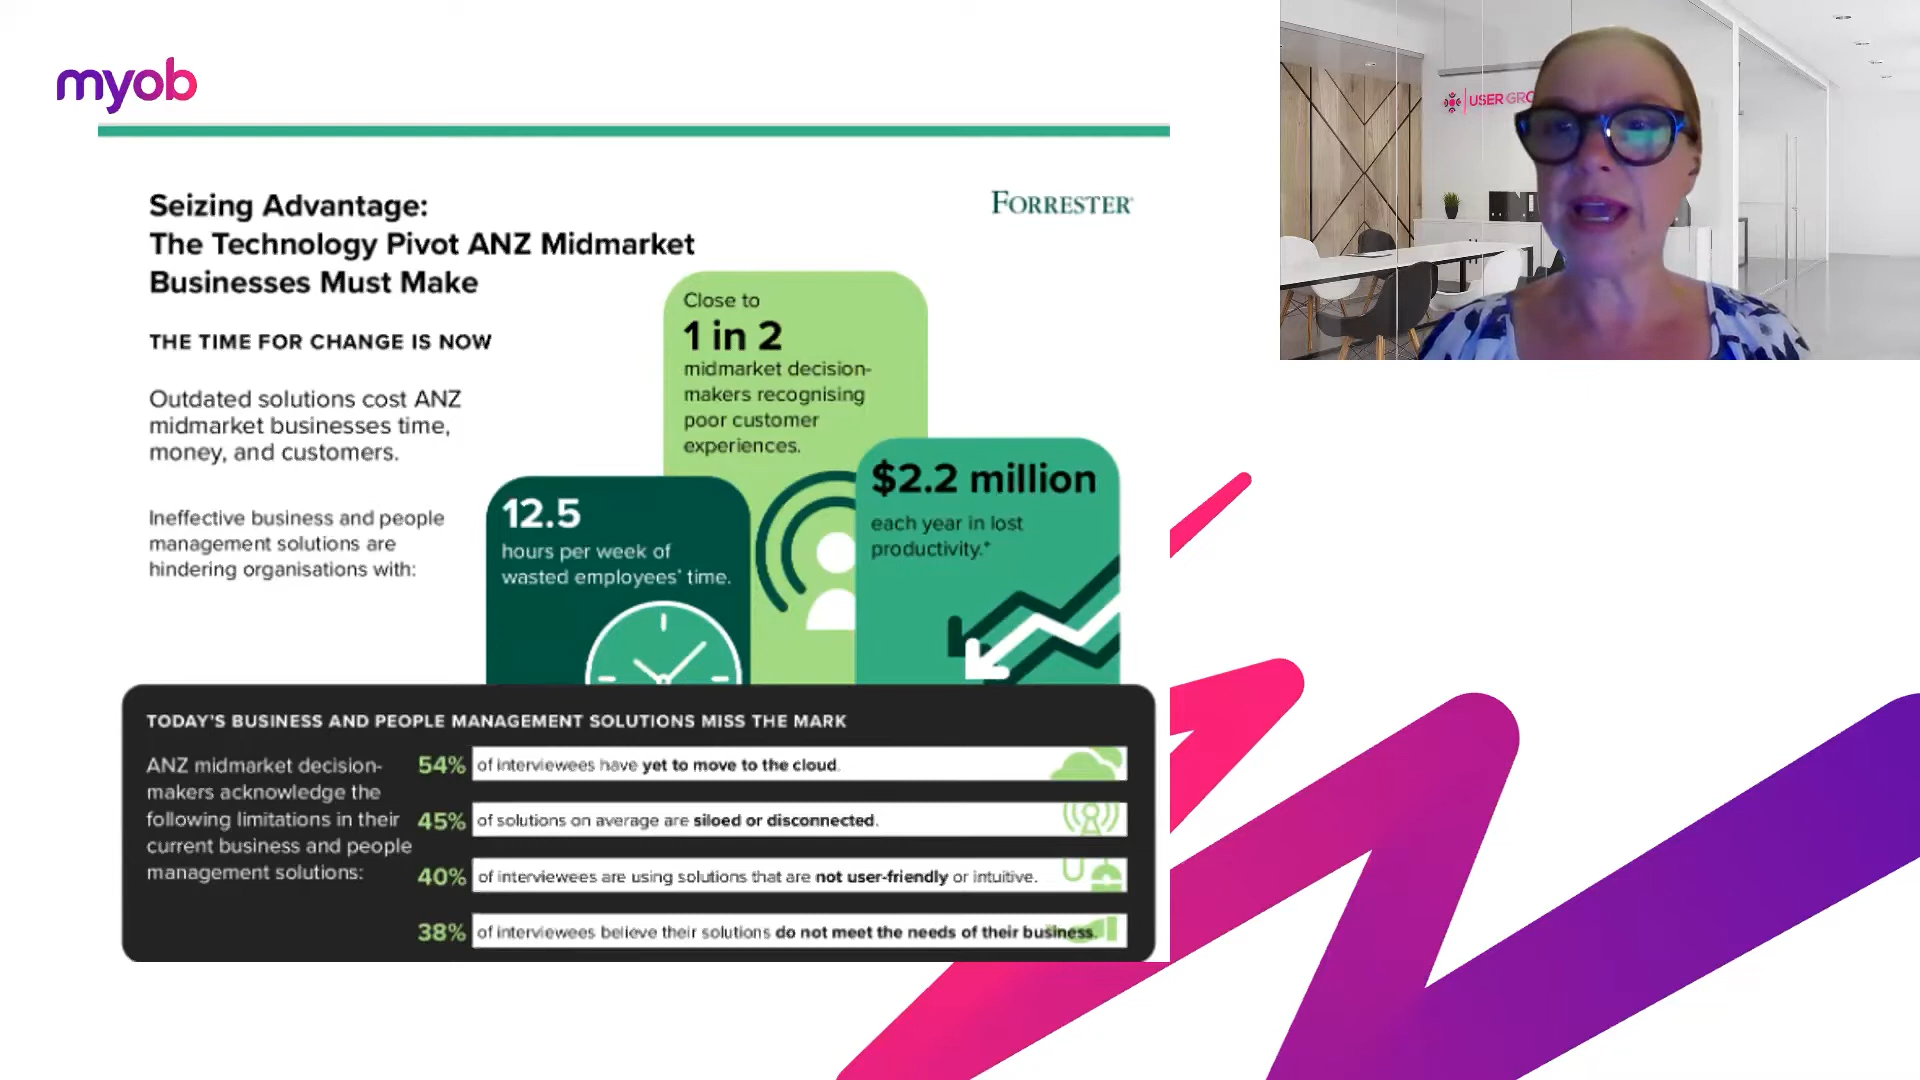 myob
USER GRO
Seizing Advantage:
The Technology Pivot ANZ Midmarket
Businesses Must Make
FORRESTER
THE TIME FOR CHANGE IS NOW
Outdated solutions cost ANZ
midmarket businesses time,
money, and customers.
Ineffective business and people
management solutions are
hindering organisations with:
Close to
1 in 2
midmarket decision-
makers recognising
poor customer
experiences.
12.5
hours per week of
wasted employees' time.
$2.2 million
each year in lost
productivity.*
TODAY'S BUSINESS AND PEOPLE MANAGEMENT SOLUTIONS MISS THE MARK
ANZ midmarket decision-
makers acknowledge the
following limitations in their
current business and people
management solutions:
54% of interviewees have yet to move to the cloud.
45% of solutions on average are siloed or disconnected.
40% of interviewees are using solutions that are not user-friendly or intuitive.
38% of interviewees believe their solutions do not meet the needs of their business.